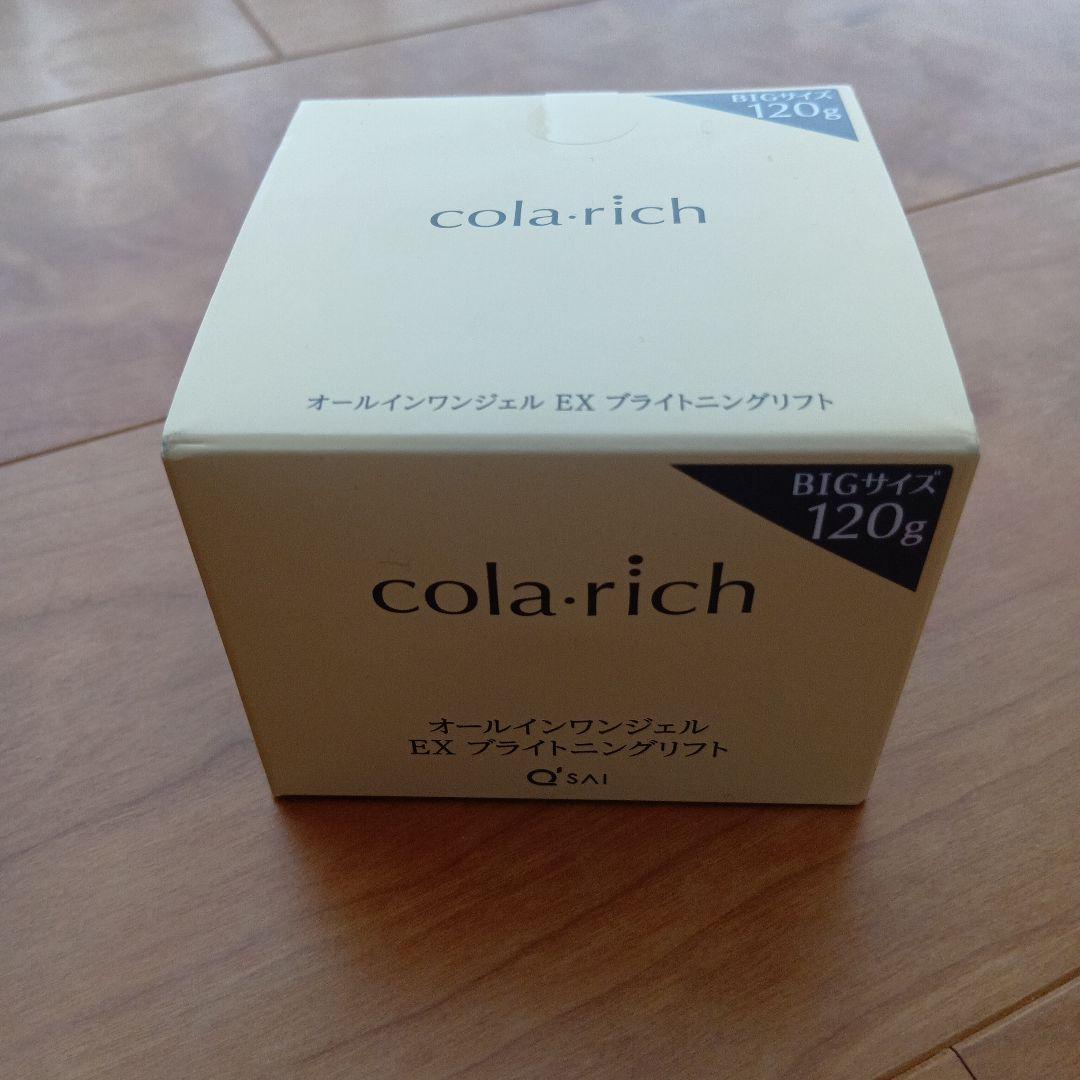 BIGサイズ
120g
cola·rich
オールインワンジェル EX ブライトニングリフト
BIGサイズ
120g
cola·rich
オールインワンジェル
EX ブライトニングリフト
Q'SAI